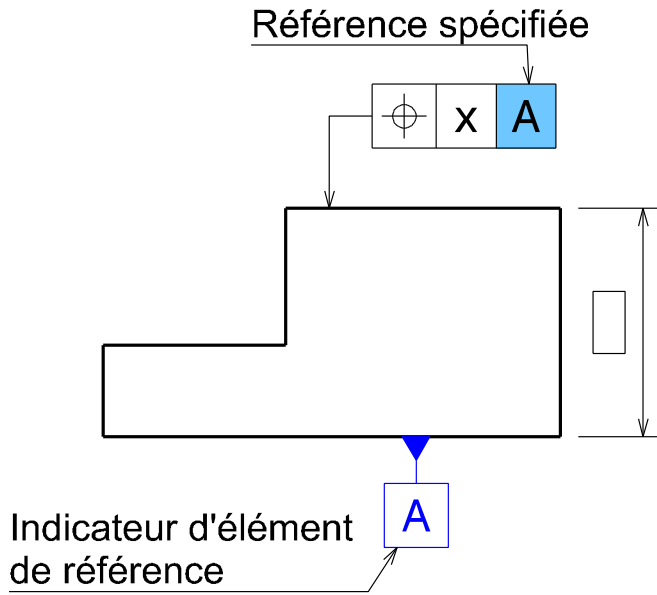 Référence spécifiée
x A
A
Indicateur d'élément
de référence